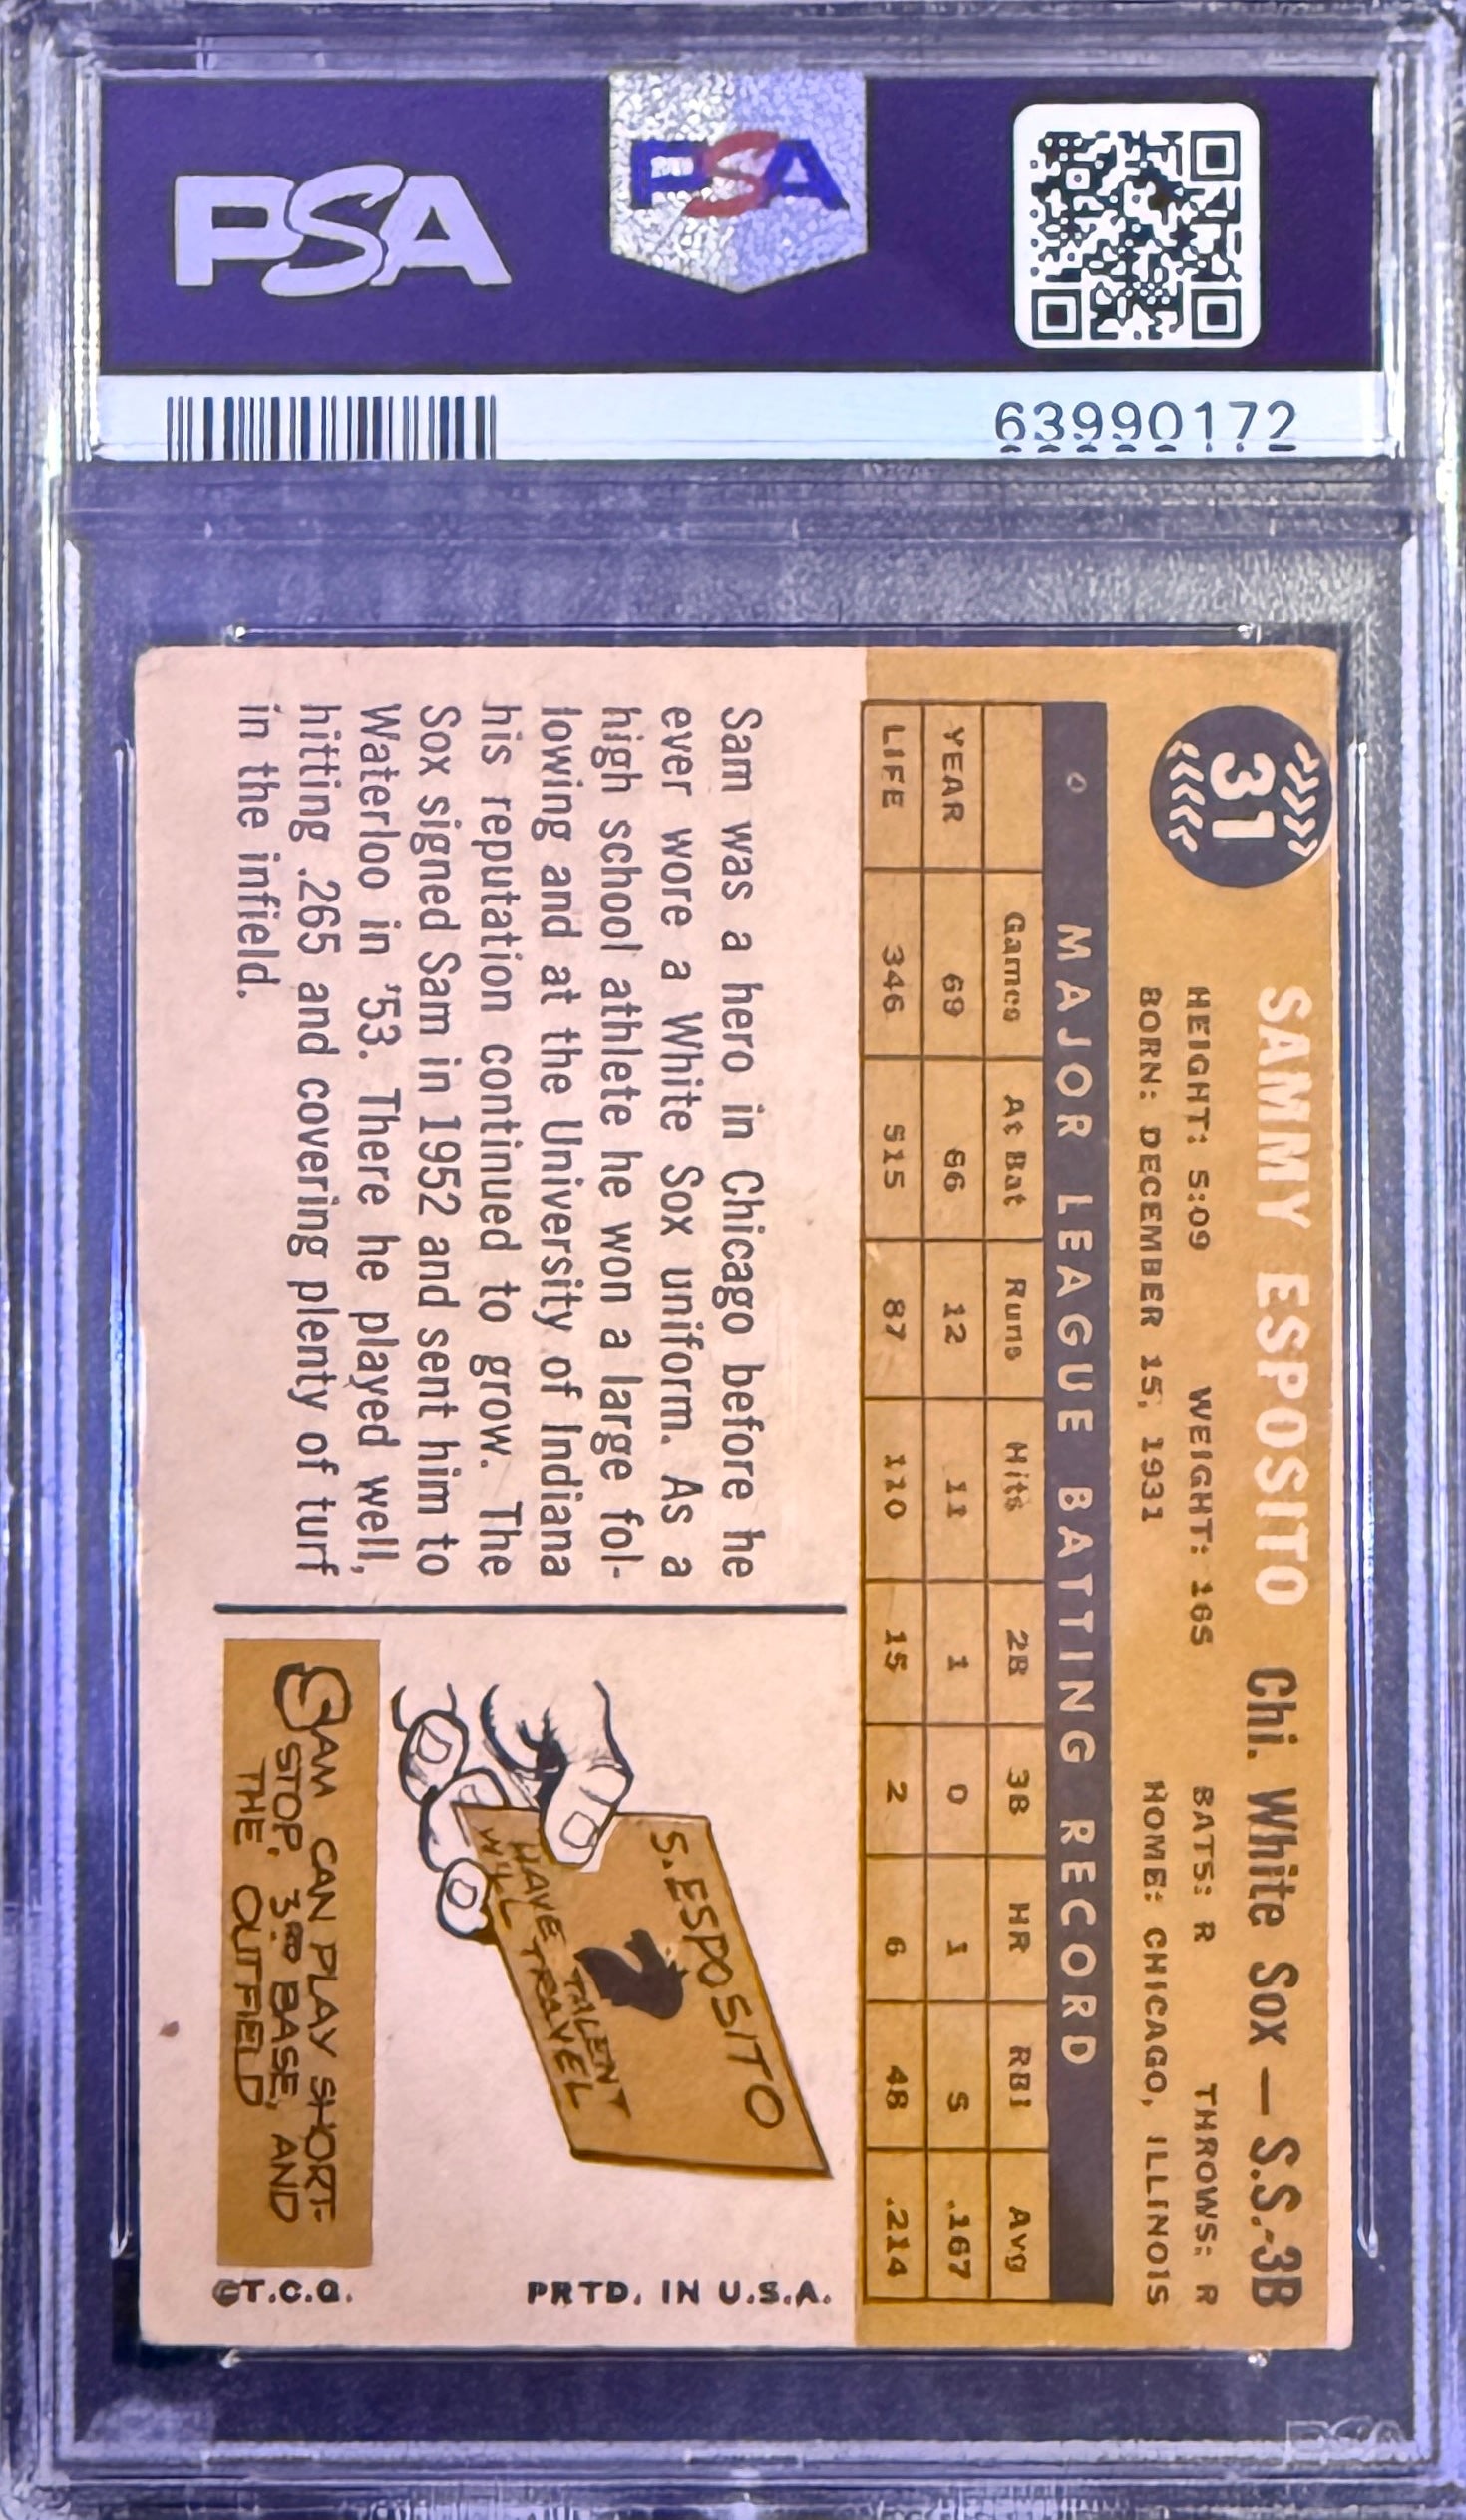 PSA
PSA
63990172
31
SAMMY ESPOSITO Chi. White Sox — S.S.-3B
HEIGHT: 5:09 WEIGHT: 165 BATS: R THROWS: R
BORN: DECEMBER 15, 1931 HOME: CHICAGO, ILLINOIS
MAJOR LEAGUE BATTING RECORD
Games At Bat Runs Hits 2B 3B HR RBI Avg
YEAR 69 66 12 11 1 0 1 5 .167
LIFE 346 515 87 110 15 2 6 48 .214
Sam was a hero in Chicago before he
ever wore a White Sox uniform. As a
high school athlete he won a large fol-
lowing and at the University of Indiana
his reputation continued to grow. The
Sox signed Sam in 1952 and sent him to
Waterloo in '53. There he played well,
hitting .265 and covering plenty of turf
in the infield.
S. ESPOSITO
HAVE TALENT
WILL TRAVEL
SAM CAN PLAY SHORT-
STOP, 3RD BASE, AND
THE OUTFIELD
©T.C.G. PRTD. IN U.S.A.
PSA